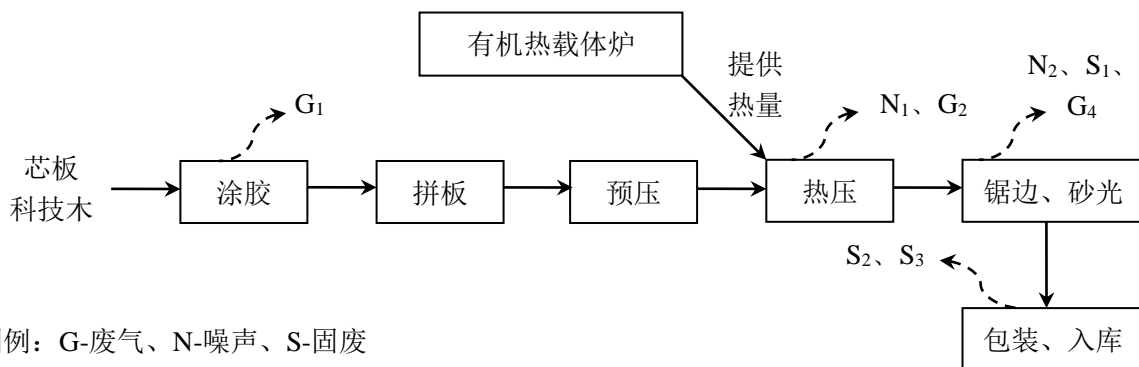 有机热载体炉
提供
热量
N₂、S₁、
G₄
G₁
N₁、G₂
芯板
科技木
涂胶
拼板
预压
热压
锯边、砂光
S₂、S₃
例：G-废气、N-噪声、S-固废
包装、入库